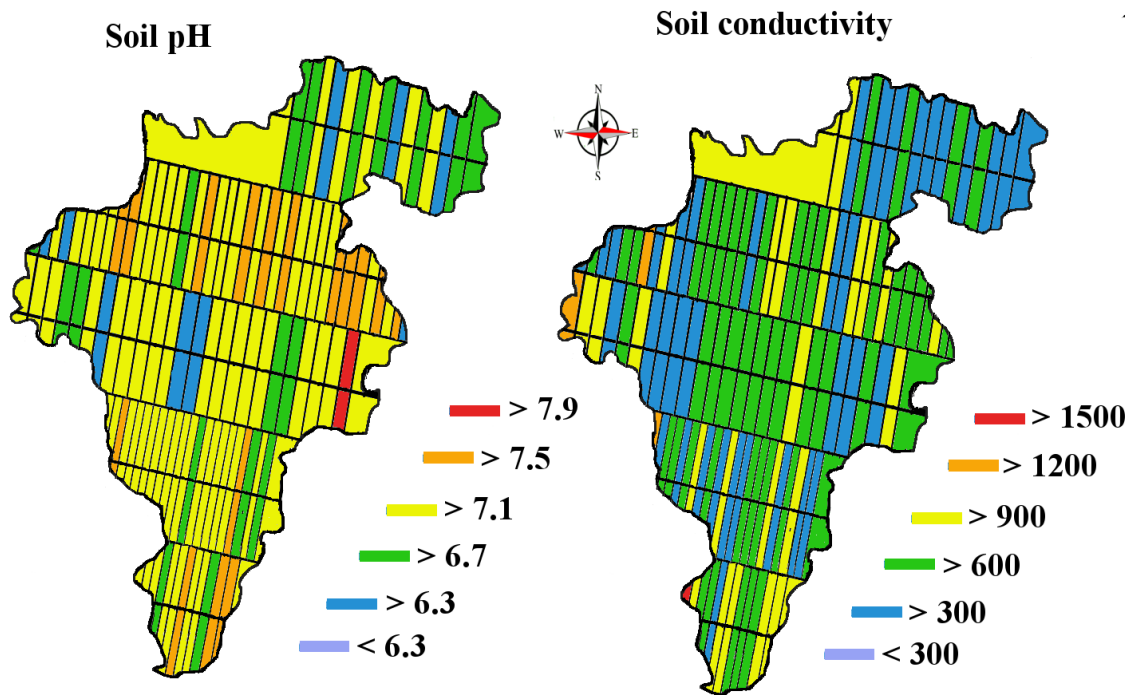 Soil pH
Soil conductivity
N
W E
S
> 7.9
> 7.5
> 7.1
> 6.7
> 6.3
< 6.3
> 1500
> 1200
> 900
> 600
> 300
< 300